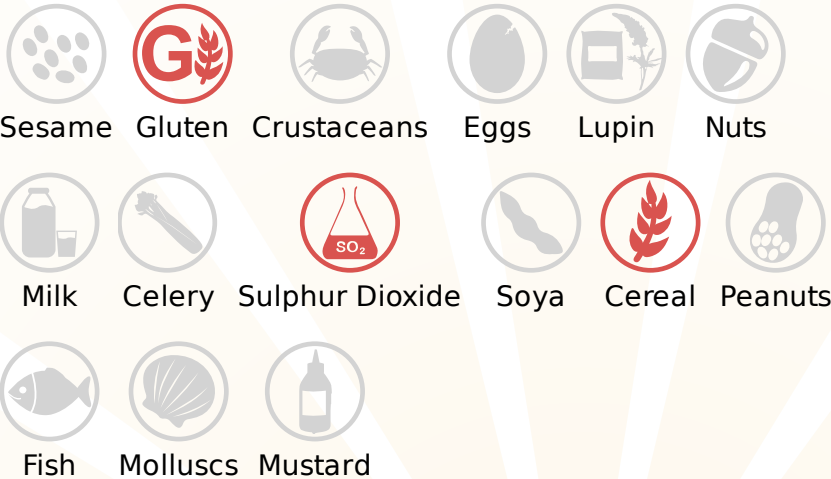 G
Sesame Gluten Crustaceans Eggs Lupin Nuts
SO₂
Milk Celery Sulphur Dioxide Soya Cereal Peanuts
Fish Molluscs Mustard